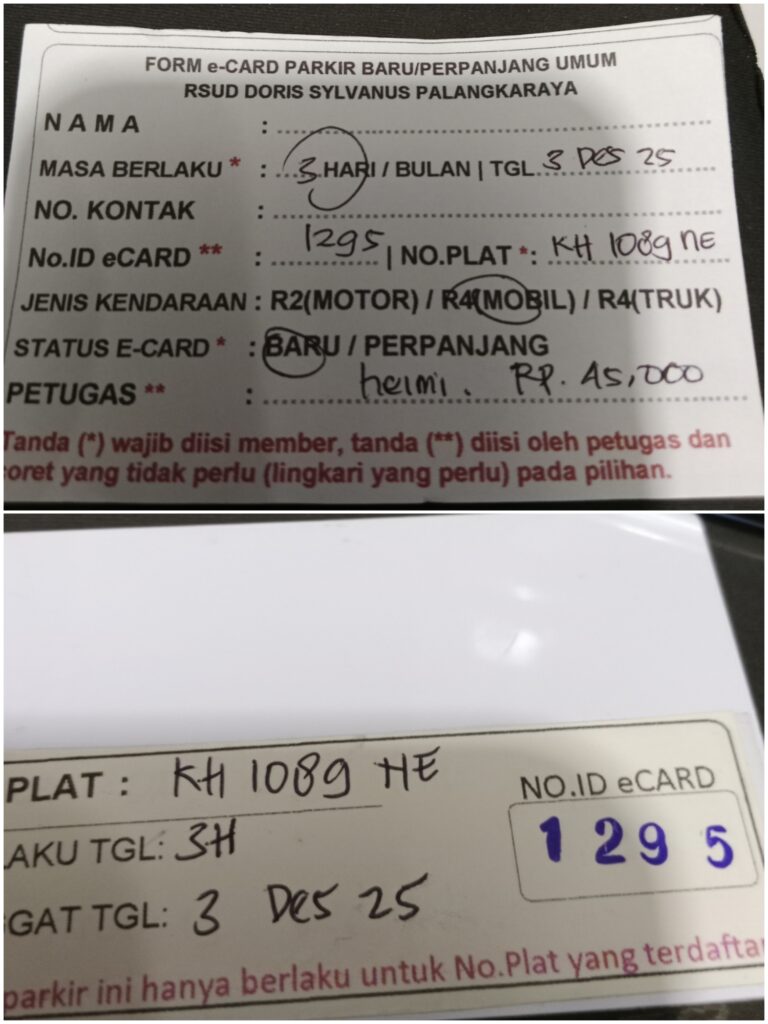 FORM e-CARD PARKIR BARU/PERPANJANG UMUM
RSUD DORIS SYLVANUS PALANGKARAYA
NAMA :
MASA BERLAKU * : 3 HARI / BULAN | TGL. 3 DES 25
NO. KONTAK :
No.ID eCARD ** : 1295 | NO.PLAT *: KH 1089 NE
JENIS KENDARAAN : R2(MOTOR) / R4(MOBIL) / R4(TRUK)
STATUS E-CARD * : BARU / PERPANJANG
PETUGAS ** : helmi. RP. 45,000
Tanda (*) wajib diisi member, tanda (**) diisi oleh petugas dan
oret yang tidak perlu (lingkari yang perlu) pada pilihan.
PLAT : KH 1089 NE
NO.ID eCARD
AKU TGL: 3H
1295
GAT TGL: 3 Des 25
parkir ini hanya berlaku untuk No.Plat yang terdafta